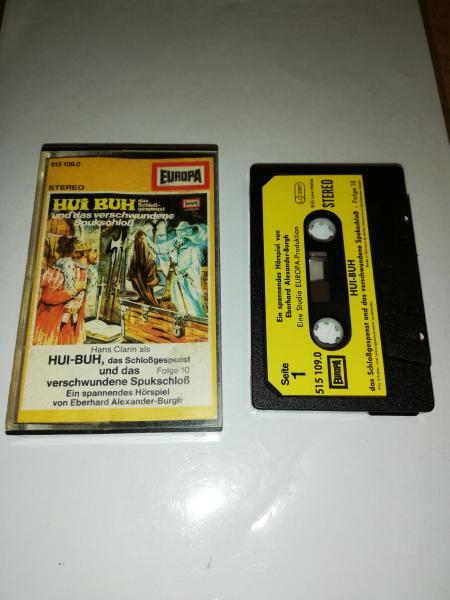 515 109.0
EUROPA
STEREO
HUI BUH
das
Schloß-
gespenst
und das verschwundene
Spukschloß
Hans Clarin als
HUI-BUH, das Schloßgespenst
und das Folge 10
verschwundene Spukschloß
Ein spannendes Hörspiel
von Eberhard Alexander-Burgh
Seite
1
515 109.0
EUROPA
Ein spannendes Hörspiel von
Eberhard Alexander-Burgh
Eine Studio EUROPA-Produktion
STEREO
HUI-BUH
das Schloßgespenst und das verschwundene Spukschloß - Folge 10